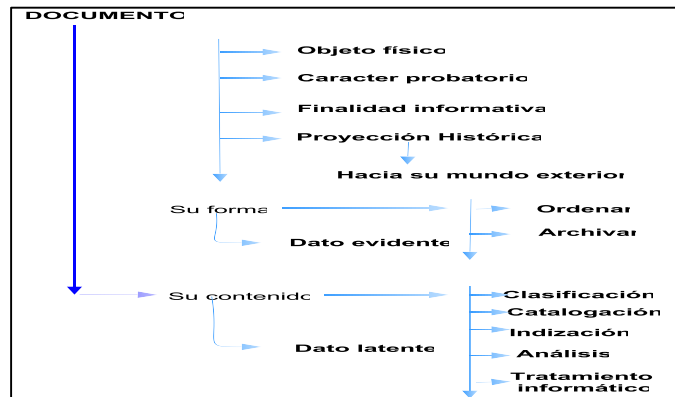 DOCUMENTO
Objeto físico
Caracter probatorio
Finalidad informativa
Proyección Histórica
Hacia su mundo exterior
Su forma
Ordenar
Archivar
Dato evidente
Su contenido
Clasificación
Catalogación
Indización
Dato latente
Análisis
Tratamiento
informático